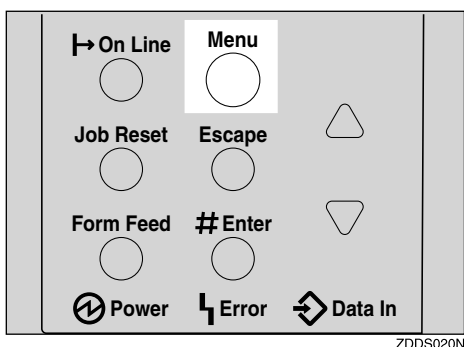 On Line Menu
Job Reset Escape
Form Feed # Enter
Power Error Data In
ZDDS020N